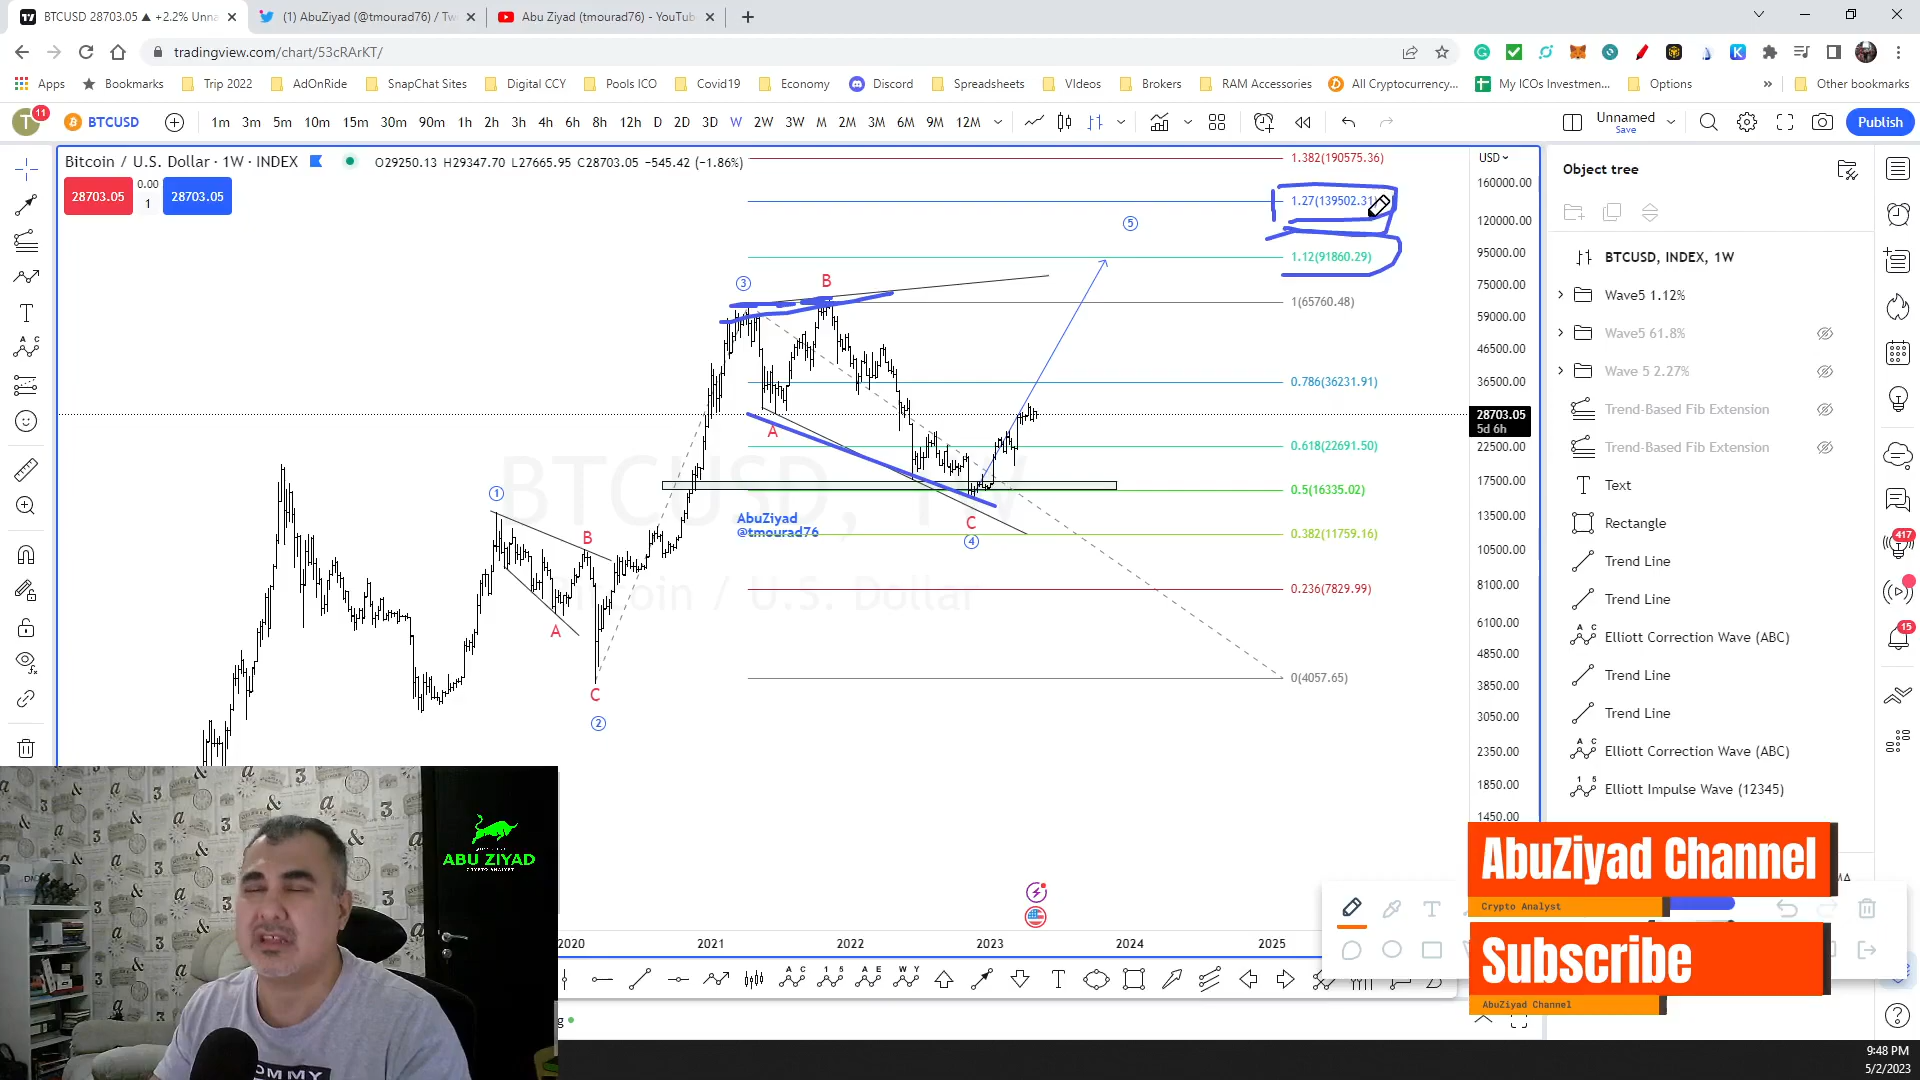 BTCUSD 28703.05 ▲ +2.2% Unna
(1) AbuZiyad (@tmourad76) / Tw
Abu Ziyad (tmourad76) - YouTub
tradingview.com/chart/53cRArKT/
Apps
Bookmarks
Trip 2022
AdOnRide
SnapChat Sites
Digital CCY
Pools ICO
Covid19
Economy
Discord
Spreadsheets
VIdeos
Brokers
RAM Accessories
All Cryptocurrency...
My ICOs Investmen...
Options
»
Other bookmarks
T
11
BTCUSD
1m 3m 5m 10m 15m 30m 90m 1h 2h 3h 4h 6h 8h 12h D 2D 3D W 2W 3W M 2M 3M 6M 9M 12M
Unnamed
Save
Publish
Bitcoin / U.S. Dollar · 1W · INDEX
O29250.13 H29347.70 L27665.95 C28703.05 −545.42 (−1.86%)
28703.05
0.00
1
28703.05
1.382(190575.36)
1.27(139502.31)
1.12(91860.29)
1(65760.48)
0.786(36231.91)
0.618(22691.50)
0.5(16335.02)
0.382(11759.16)
0.236(7829.99)
0(4057.65)
USD
160000.00
120000.00
95000.00
75000.00
59000.00
46500.00
36500.00
28703.05
5d 6h
22500.00
17500.00
13500.00
10500.00
8100.00
6100.00
4850.00
3850.00
3050.00
2350.00
1850.00
1450.00
5
3
B
A
1
B
A
C
2
C
4
AbuZiyad
@tmourad76
BTCUSD, 1W
Bitcoin / U.S. Dollar
2020
2021
2022
2023
2024
2025
Object tree
BTCUSD, INDEX, 1W
Wave5 1.12%
Wave5 61.8%
Wave 5 2.27%
Trend-Based Fib Extension
Trend-Based Fib Extension
Text
Rectangle
Trend Line
Trend Line
Elliott Correction Wave (ABC)
Trend Line
Trend Line
Elliott Correction Wave (ABC)
Elliott Impulse Wave (12345)
417
15
ABU ZIYAD
CRYPTO ANALYST
AbuZiyad Channel
Crypto Analyst
Subscribe
AbuZiyad Channel
9:48 PM
5/2/2023